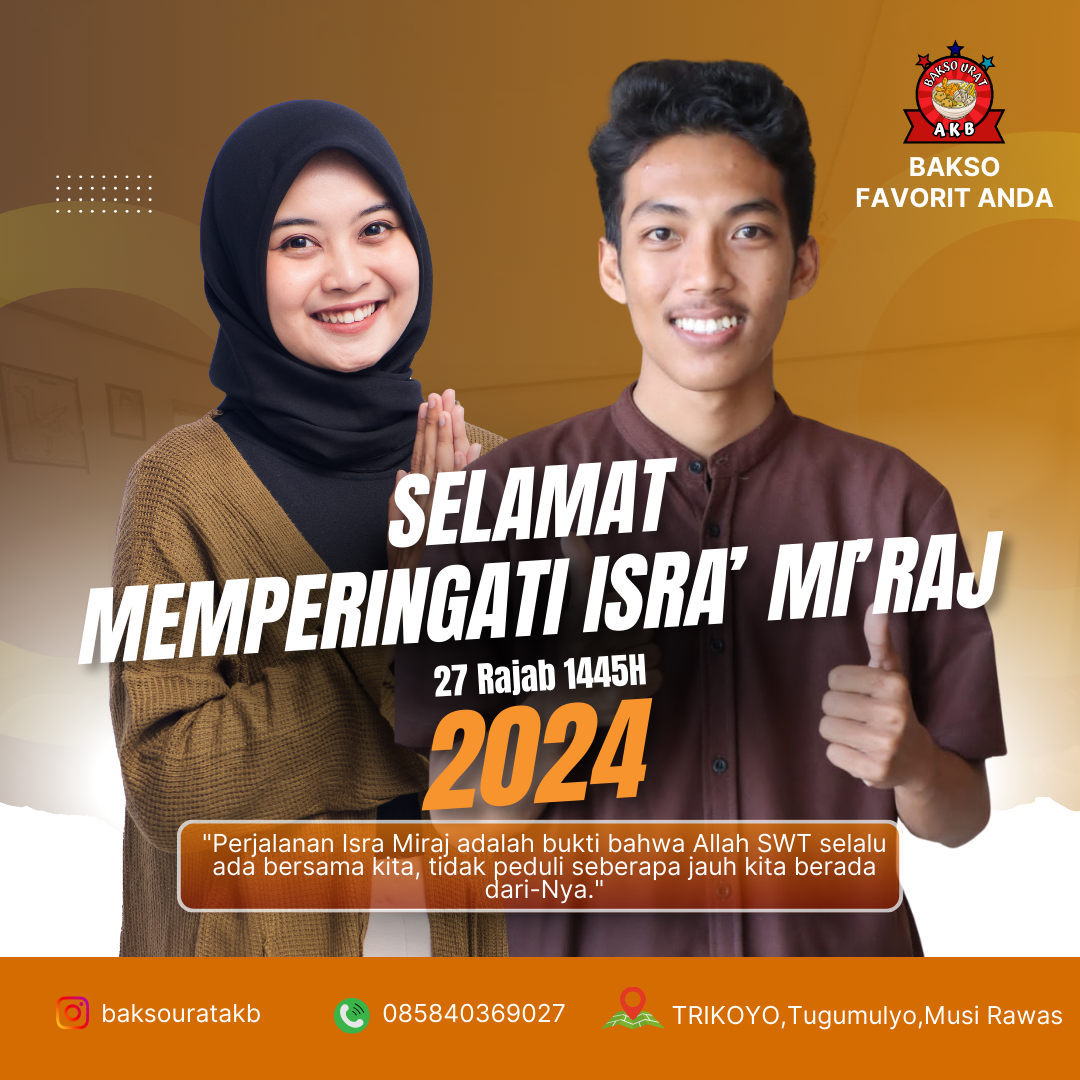 BAKSO URAT
AKB
BAKSO
FAVORIT ANDA
SELAMAT
MEMPERINGATI ISRA’ MI’RAJ
27 Rajab 1445H
2024
"Perjalanan Isra Miraj adalah bukti bahwa Allah SWT selalu
ada bersama kita, tidak peduli seberapa jauh kita berada
dari-Nya."
baksouratakb
085840369027
TRIKOYO,Tugumulyo,Musi Rawas